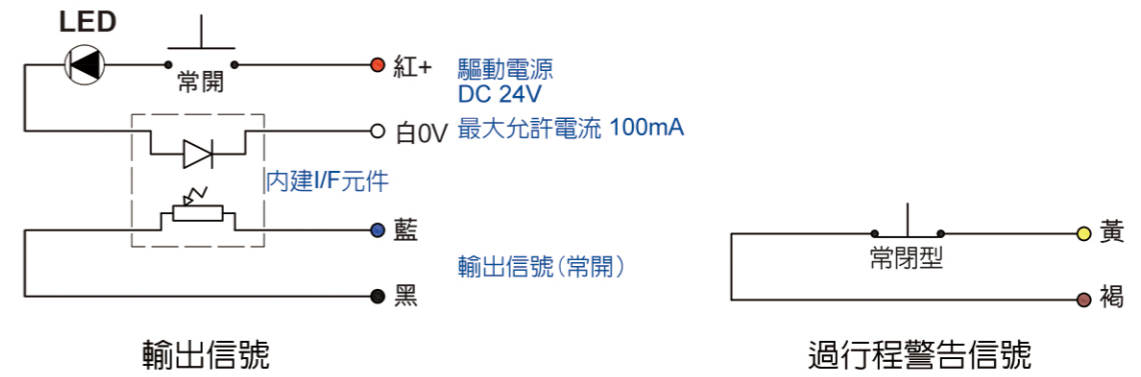 LED
常開
紅+
驅動電源
DC 24V
白0V
最大允許電流 100mA
內建I/F元件
藍
輸出信號(常開)
黑
輸出信號
常閉型
黃
褐
過行程警告信號